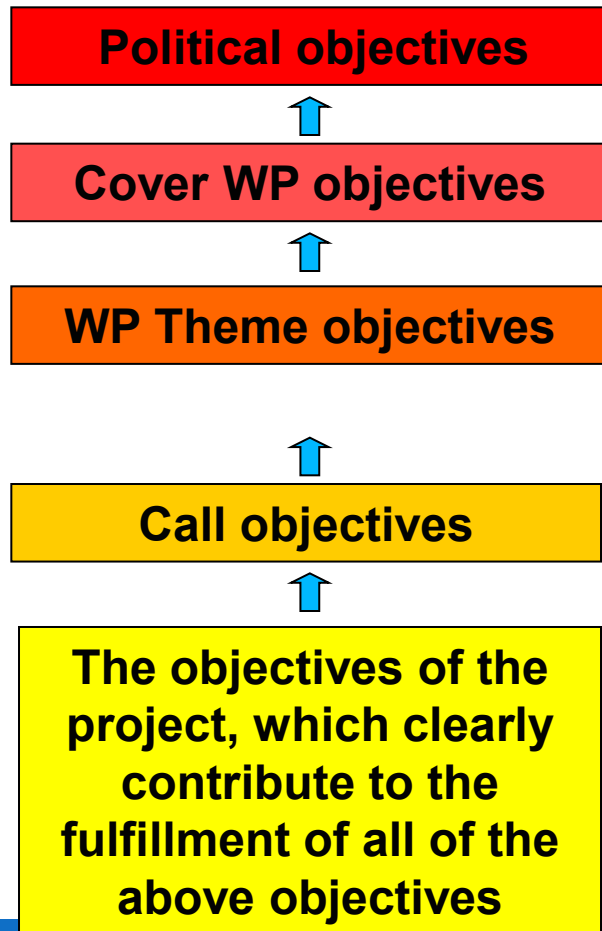 Political objectives
Cover WP objectives
WP Theme objectives
Call objectives
The objectives of the
project, which clearly
contribute to the
fulfillment of all of the
above objectives